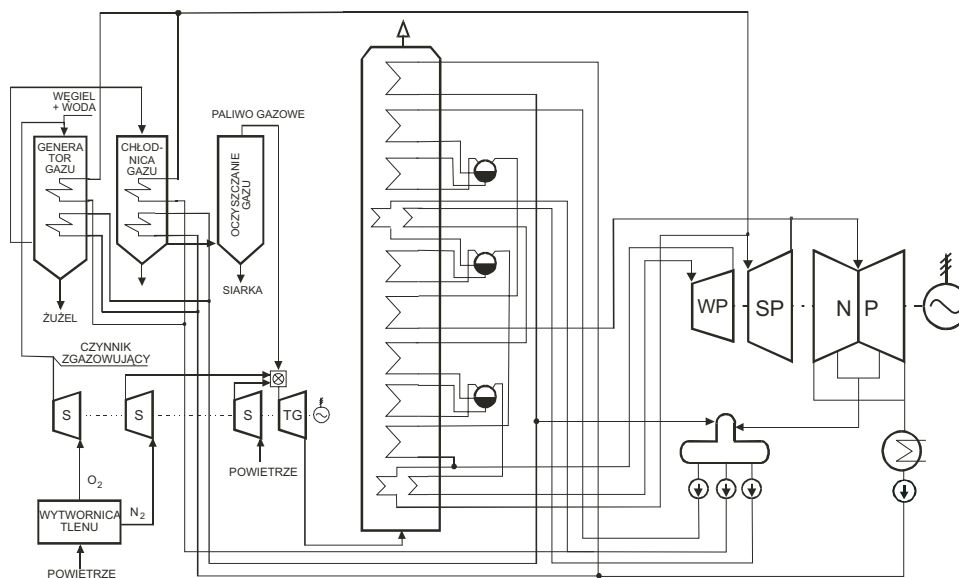 WĘGIEL
+ WODA
GENERA
TOR
GAZU
CHŁOD-
NICA
GAZU
PALIWO GAZOWE
OCZYSZCZANIE
GAZU
SIARKA
ŻUŻEL
CZYNNIK
ZGAZOWUJĄCY
S
S
S
TG
POWIETRZE
O2
N2
WYTWORNICA
TLENU
POWIETRZE
WP
SP
N P